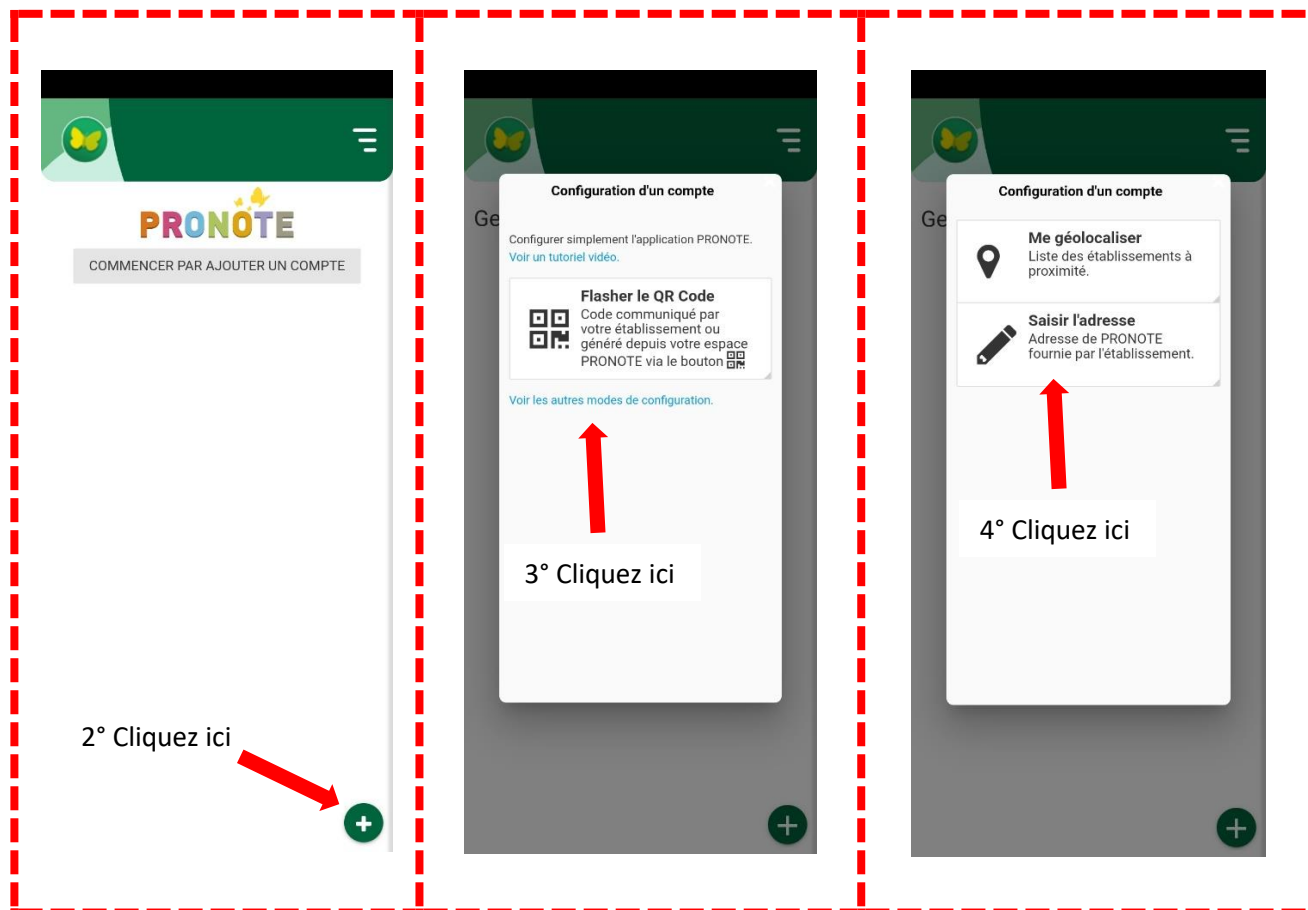 PRONOTE
COMMENCER PAR AJOUTER UN COMPTE
2° Cliquez ici
Ge
Configuration d'un compte
Configurer simplement l'application PRONOTE.
Voir un tutoriel vidéo.
Flasher le QR Code
Code communiqué par
votre établissement ou
généré depuis votre espace
PRONOTE via le bouton
Voir les autres modes de configuration.
3° Cliquez ici
Ge
Configuration d'un compte
Me géolocaliser
Liste des établissements à
proximité.
Saisir l'adresse
Adresse de PRONOTE
fournie par l'établissement.
4° Cliquez ici